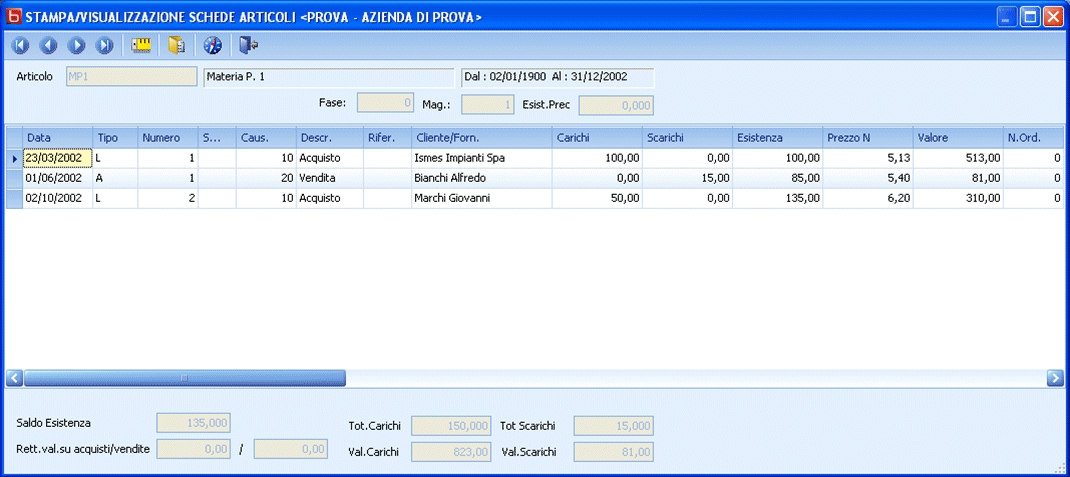 STAMPA/VISUALIZZAZIONE SCHEDE ARTICOLI <PROVA - AZIENDA DI PROVA>
Articolo MP1 Materia P. 1 Dal : 02/01/1900 Al : 31/12/2002
Fase: 0 Mag.: 1 Esist.Prec 0,000
Data Tipo Numero S... Caus. Descr. Rifer. Cliente/Forn. Carichi Scarichi Esistenza Prezzo N Valore N.Ord.
23/03/2002 L 1 10 Acquisto Ismes Impianti Spa 100,00 0,00 100,00 5,13 513,00 0
01/06/2002 A 1 20 Vendita Bianchi Alfredo 0,00 15,00 85,00 5,40 81,00 0
02/10/2002 L 2 10 Acquisto Marchi Giovanni 50,00 0,00 135,00 6,20 310,00 0
Saldo Esistenza 135,000 Tot.Carichi 150,000 Tot Scarichi 15,000
Rett.val.su acquisti/vendite 0,00 / 0,00 Val.Carichi 823,00 Val.Scarichi 81,00